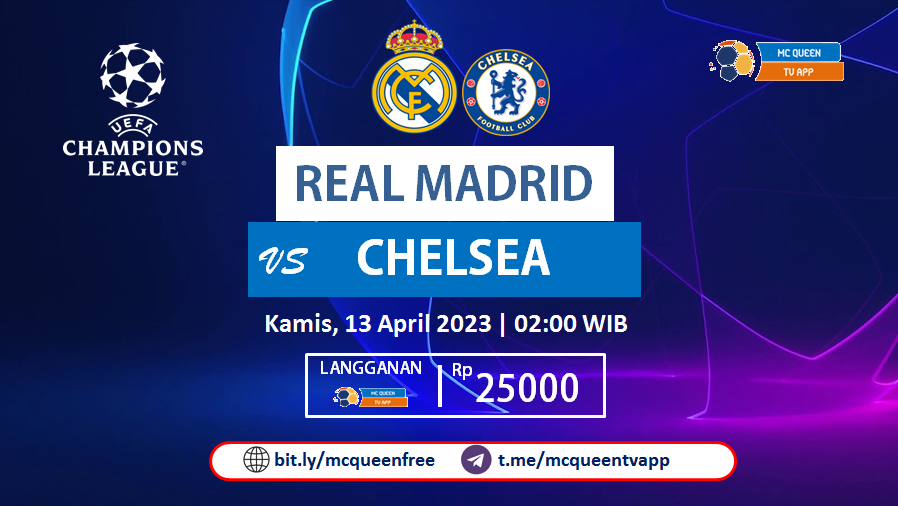 UEFA
CHAMPIONS
LEAGUE®
CHELSEA
FOOTBALL CLUB
MC QUEEN
TV APP
REAL MADRID
VS CHELSEA
Kamis, 13 April 2023 | 02:00 WIB
LANGGANAN
MC QUEEN
TV APP
Rp 25000
bit.ly/mcqueenfree
t.me/mcqueentvapp